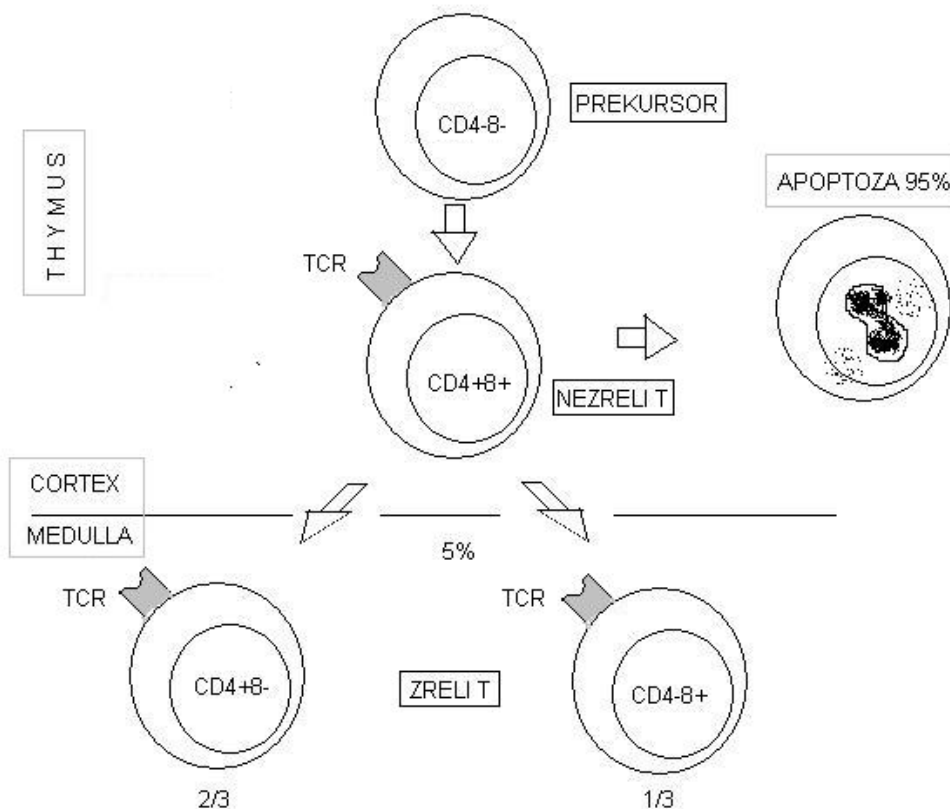 CD4-8-
PREKURSOR
THYMUS
APOPTOZA 95%
TCR
CD4+8+
NEZRELI T
CORTEX
MEDULLA
5%
TCR
TCR
CD4+8-
ZRELI T
CD4-8+
2/3
1/3